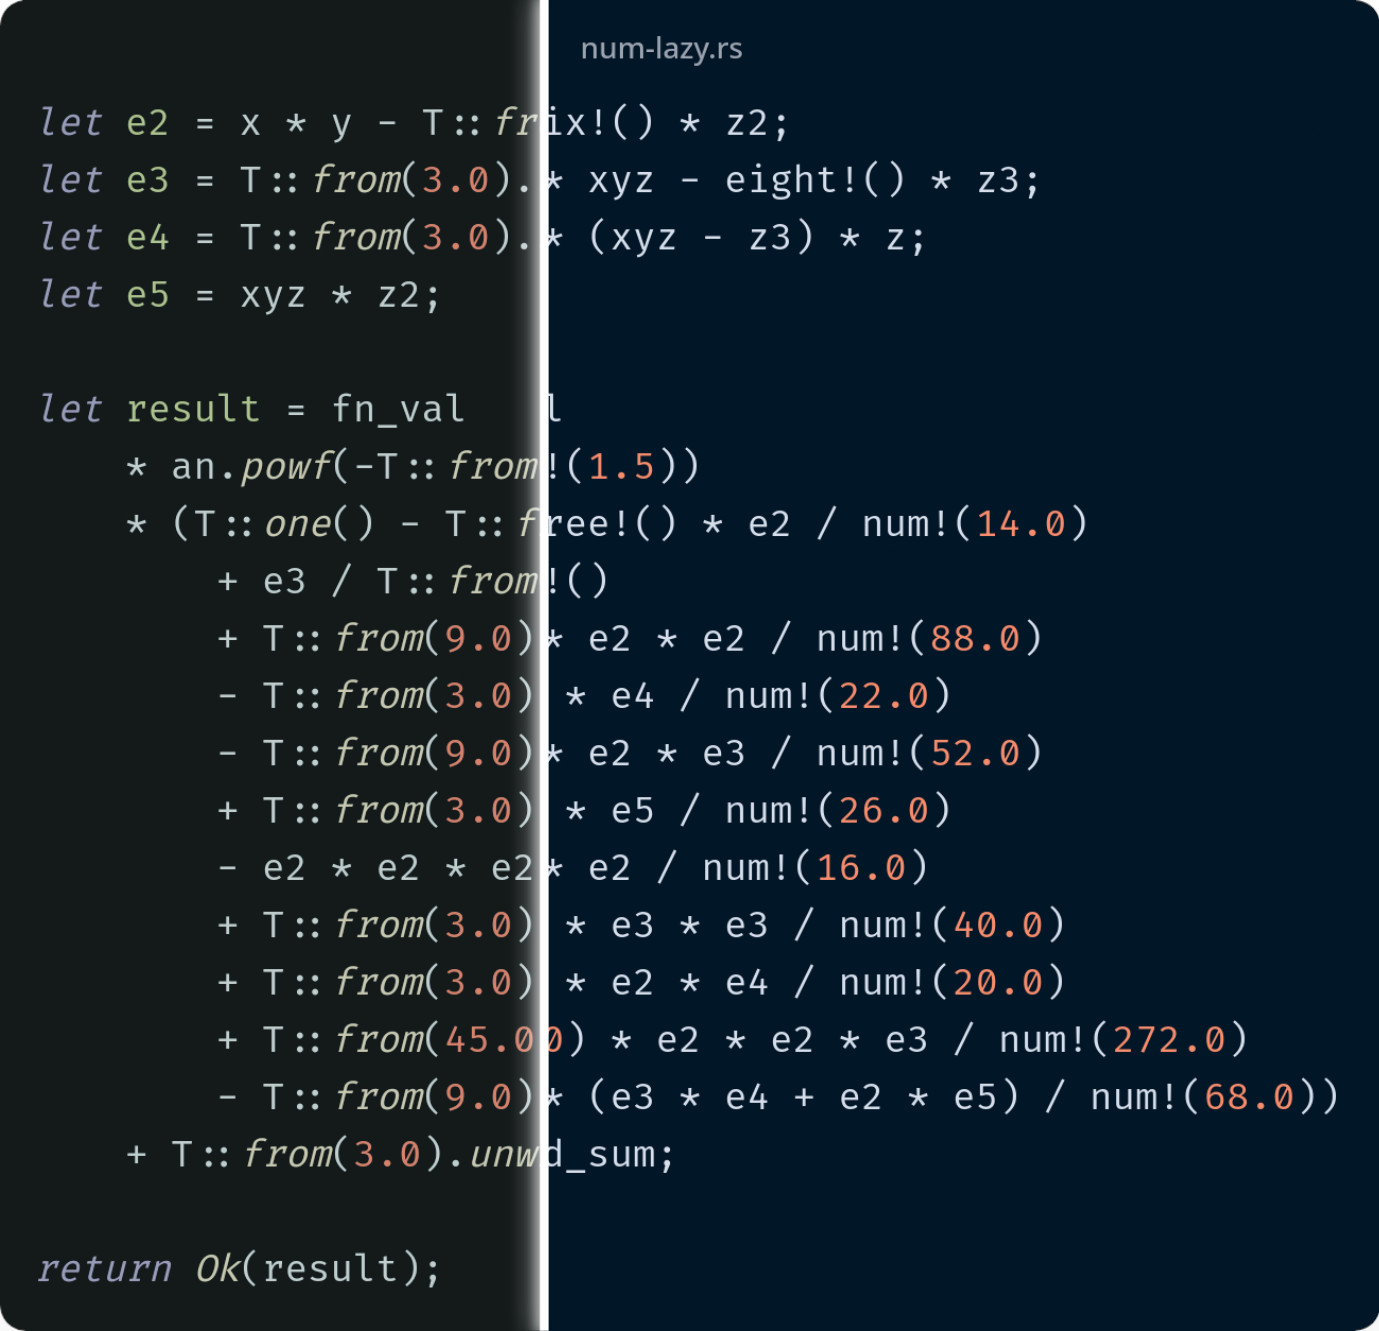 num-lazy.rs
let e2 = x * y - T::frix!() * z2;
let e3 = T::from(3.0).* xyz - eight!() * z3;
let e4 = T::from(3.0).* (xyz - z3) * z;
let e5 = xyz * z2;
let result = fn_val l
* an.powf(-T::from!(1.5))
* (T::one() - T::free!() * e2 / num!(14.0)
+ e3 / T::from!()
+ T::from(9.0)* e2 * e2 / num!(88.0)
- T::from(3.0) * e4 / num!(22.0)
- T::from(9.0)* e2 * e3 / num!(52.0)
+ T::from(3.0) * e5 / num!(26.0)
- e2 * e2 * e2* e2 / num!(16.0)
+ T::from(3.0) * e3 * e3 / num!(40.0)
+ T::from(3.0) * e2 * e4 / num!(20.0)
+ T::from(45.00) * e2 * e2 * e3 / num!(272.0)
- T::from(9.0)* (e3 * e4 + e2 * e5) / num!(68.0))
+ T::from(3.0).unwd_sum;
return Ok(result);